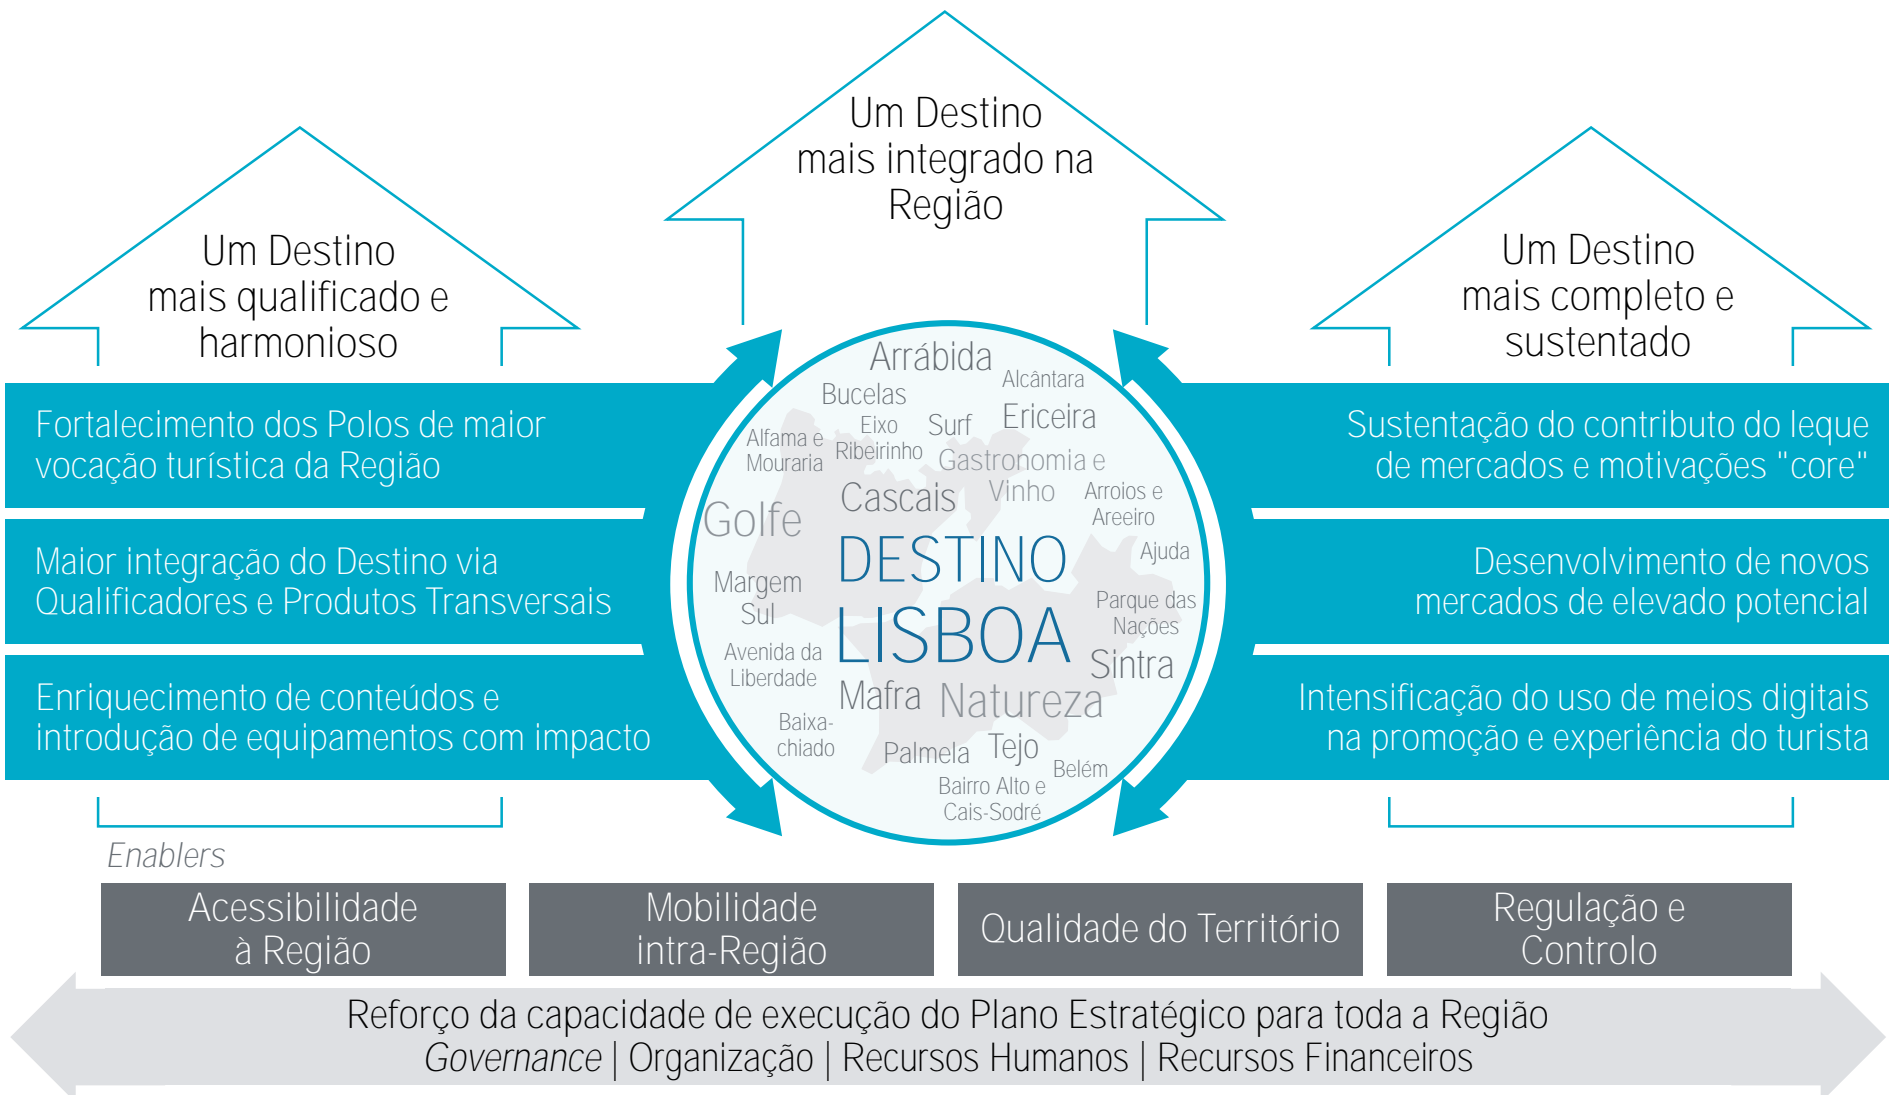 Um Destino
mais integrado na
Região
Um Destino
mais qualificado e
harmonioso
Um Destino
mais completo e
sustentado
Fortalecimento dos Polos de maior
vocação turística da Região
Maior integração do Destino via
Qualificadores e Produtos Transversais
Enriquecimento de conteúdos e
introdução de equipamentos com impacto
Arrábida
Alcântara
Bucelas
Ericeira
Eixo
Ribeirinho
Surf
Alfama e
Mouraria
Gastronomia e
Vinho
Cascais
Arroios e
Areeiro
Golfe
DESTINO
LISBOA
Ajuda
Margem
Sul
Parque das
Nações
Avenida da
Liberdade
Sintra
Mafra
Natureza
Baixa-
chiado
Palmela
Tejo
Belém
Bairro Alto e
Cais-Sodré
Sustentação do contributo do leque
de mercados e motivações "core"
Desenvolvimento de novos
mercados de elevado potencial
Intensificação do uso de meios digitais
na promoção e experiência do turista
Enablers
Acessibilidade
à Região
Mobilidade
intra-Região
Qualidade do Território
Regulação e
Controlo
Reforço da capacidade de execução do Plano Estratégico para toda a Região
Governance | Organização | Recursos Humanos | Recursos Financeiros